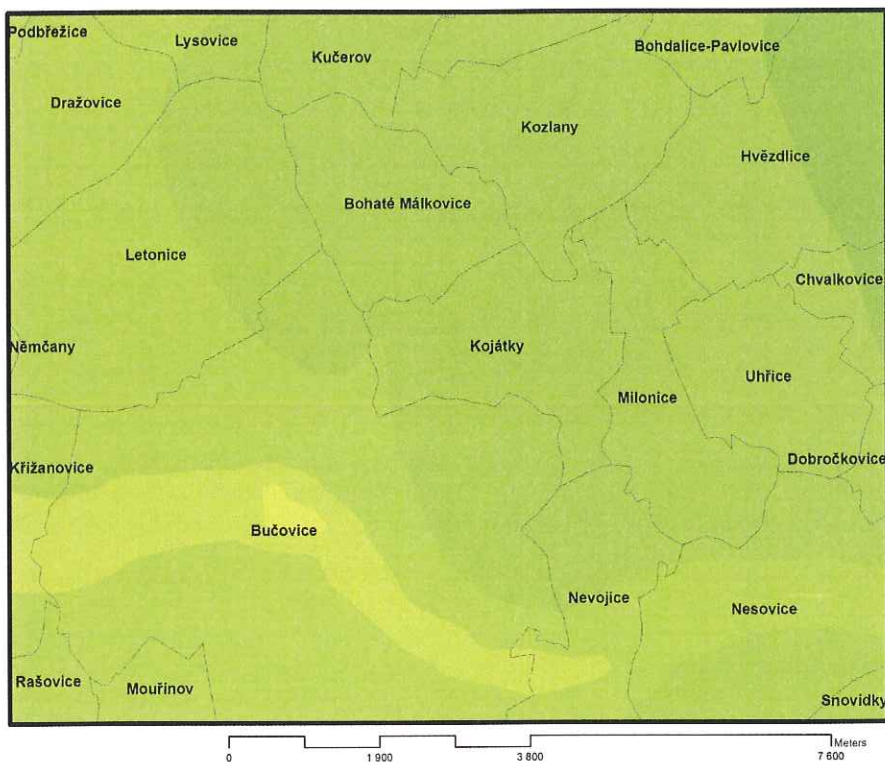 Podbřežice
Lysovice
Kučerov
Bohdalice-Pavlovice
Dražovice
Kozlany
Hvězdlice
Bohaté Málkovice
Letonice
Chvalkovice
Němčany
Kojátky
Uhřice
Milonice
Křižanovice
Dobročkovice
Bučovice
Nevojice
Nesovice
Rašovice
Mouřinov
Snovídky
Meters
0 1 900 3 800 7 600